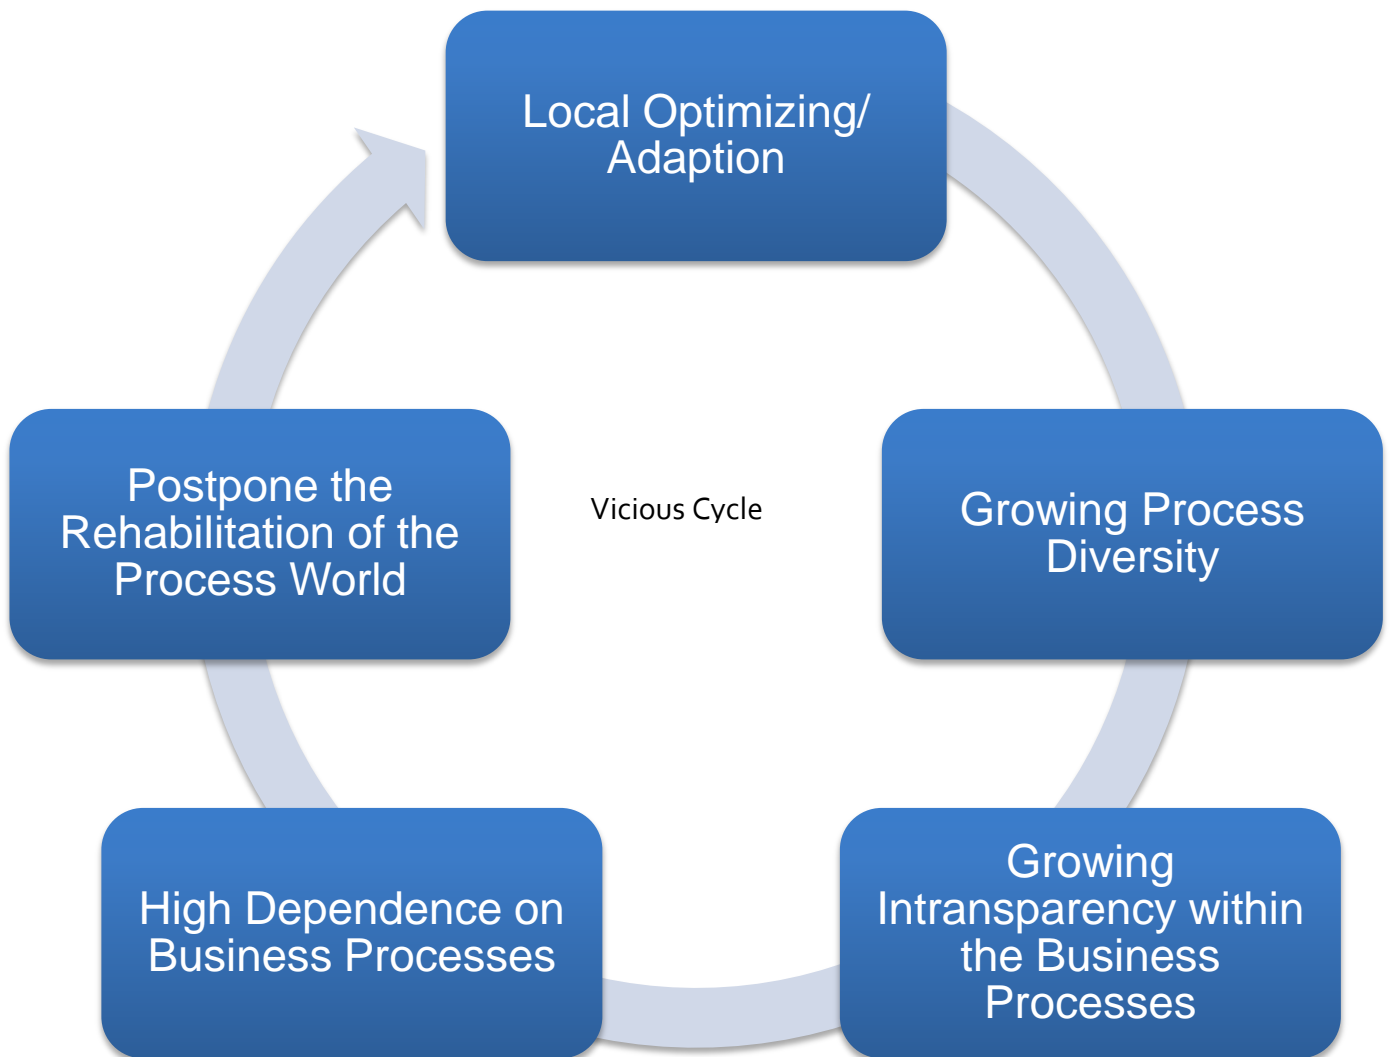 Local Optimizing/
Adaption
Growing Process
Diversity
Growing
Intransparency within
the Business
Processes
High Dependence on
Business Processes
Postpone the
Rehabilitation of the
Process World
Vicious Cycle